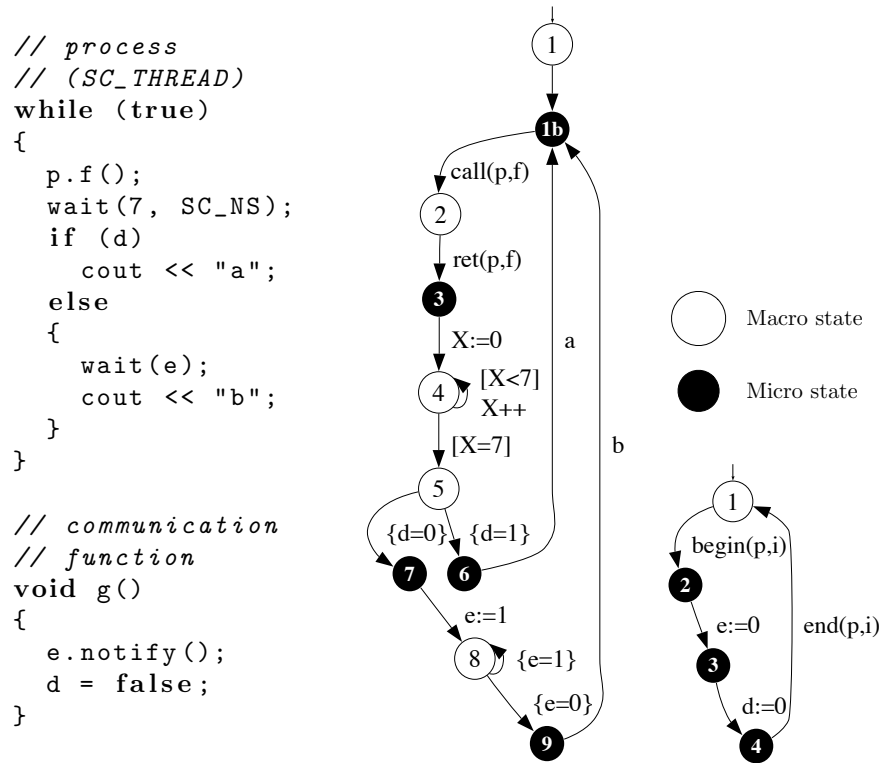 // process
// (SC_THREAD)
while (true)
{
p.f();
wait(7, SC_NS);
if (d)
cout << "a";
else
{
wait(e);
cout << "b";
}
}
// communication
// function
void g()
{
e.notify();
d = false;
}
1
1b
call(p,f)
2
ret(p,f)
3
X:=0
4
[X<7]
X++
[X=7]
5
{d=0}
{d=1}
7
6
e:=1
8
{e=1}
{e=0}
9
a
b
Macro state
Micro state
1
begin(p,i)
2
e:=0
3
d:=0
4
end(p,i)